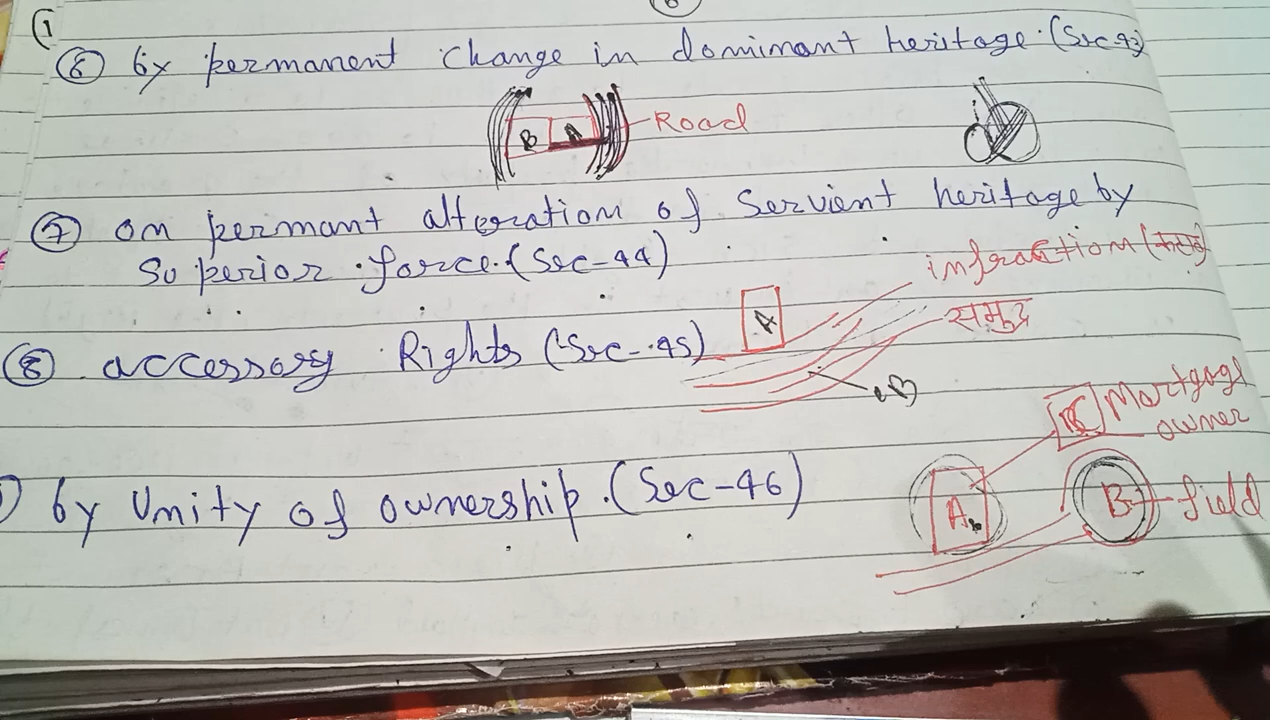 (1
6
⑥ by permanent change in dominant heritage. (Sec-43)
B A Road
⑦ on permant alteration of Servient heritage by
Superior force. (Sec-44)
infraction (
⑧ accessory Rights (Sec-45)
A
समुद्र
B
C Mortgage
owner
by Unity of ownership. (Sec-46)
A B field